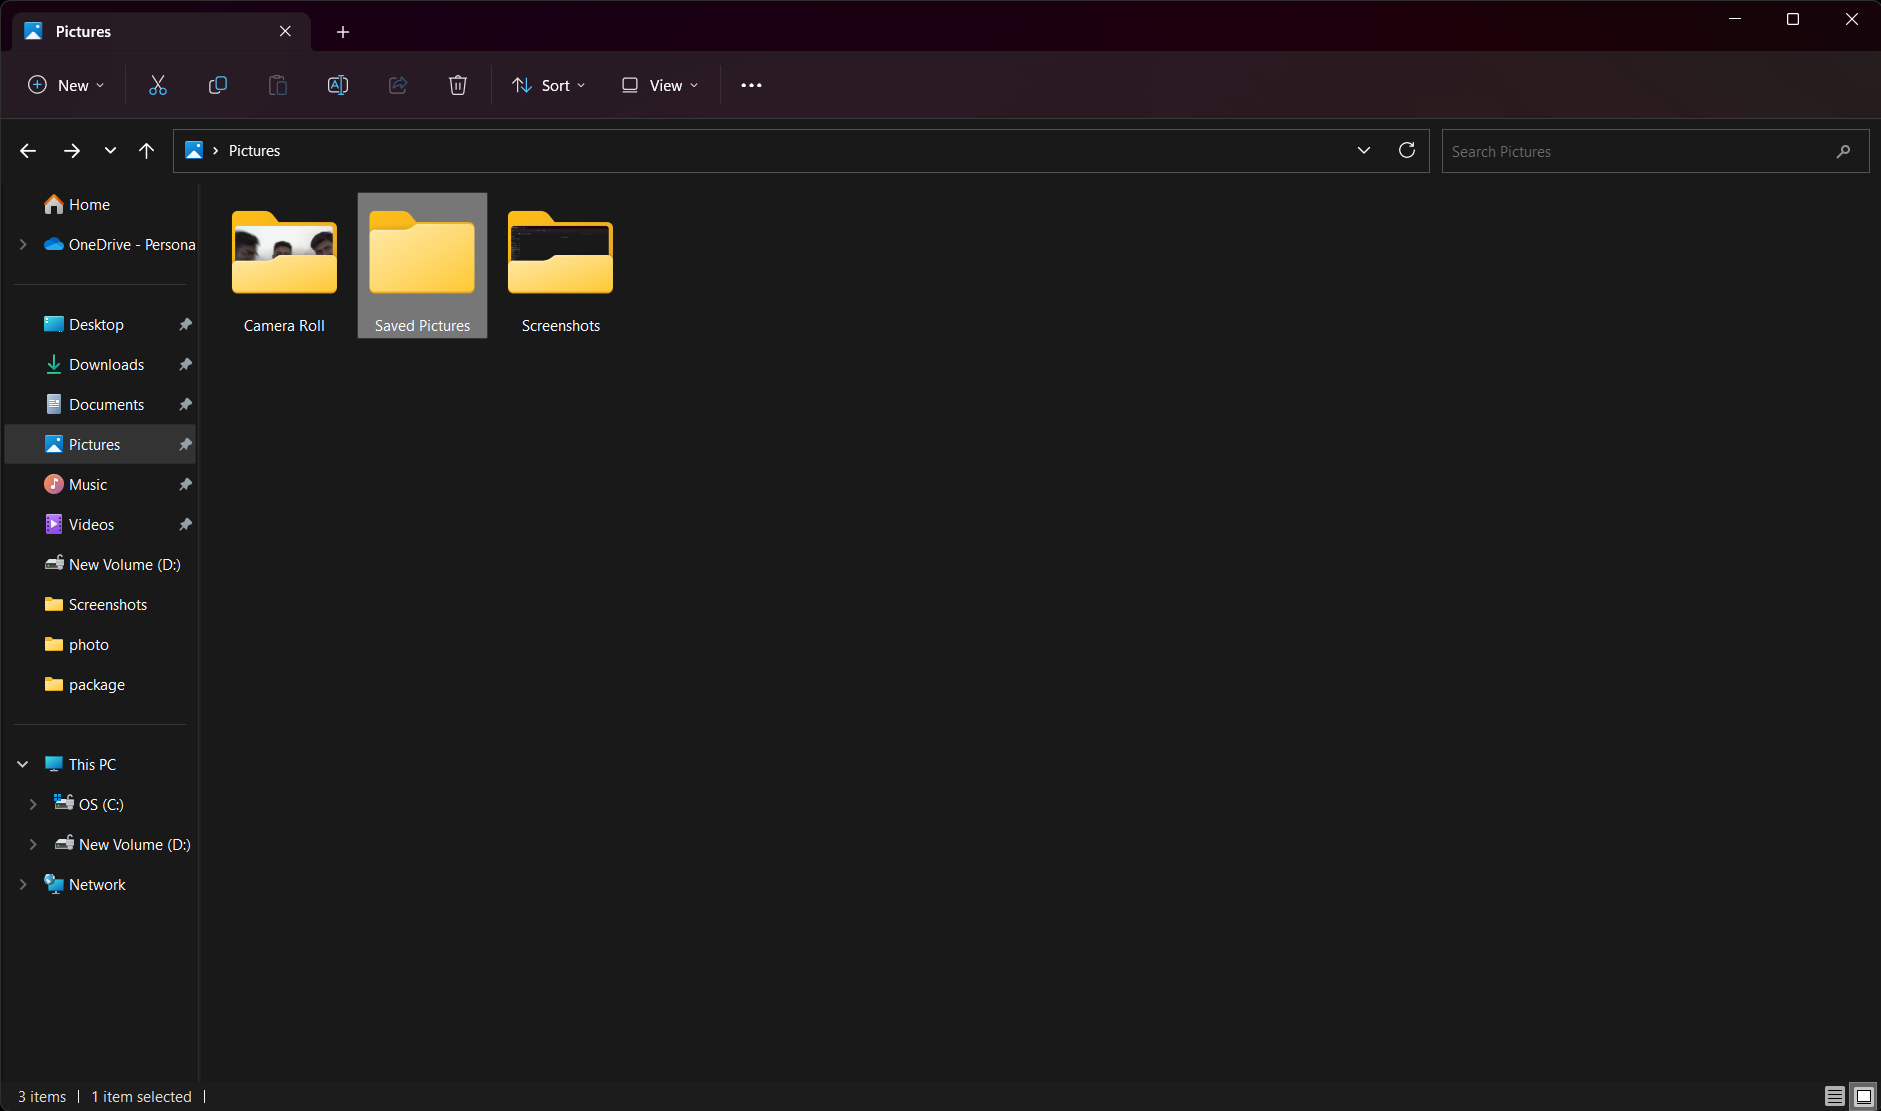 Pictures
New
Sort
View
Pictures
Search Pictures
Home
OneDrive - Persona
Desktop
Downloads
Documents
Pictures
Music
Videos
New Volume (D:)
Screenshots
photo
package
This PC
OS (C:)
New Volume (D:)
Network
Camera Roll
Saved Pictures
Screenshots
3 items
1 item selected